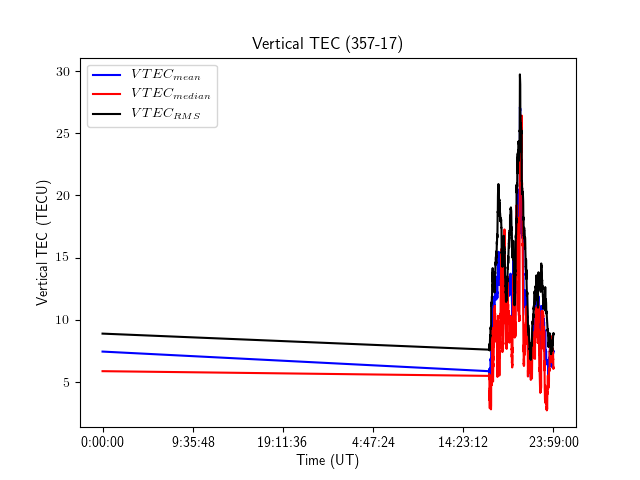 Vertical TEC (357-17)
VTEC_mean
VTEC_median
VTEC_RMS
30
25
20
15
10
5
Vertical TEC (TECU)
0:00:00 9:35:48 19:11:36 4:47:24 14:23:12 23:59:00
Time (UT)